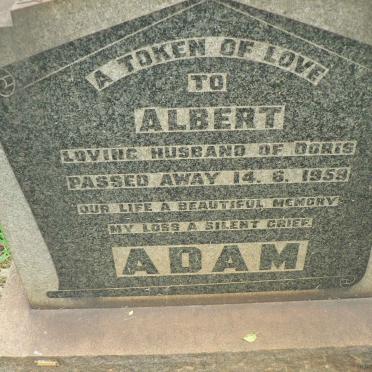 A TOKEN OF LOVE
TO
ALBERT
LOVING HUSBAND OF DORIS
PASSED AWAY 14. 6. 1959
OUR LIFE A BEAUTIFUL MEMORY
MY LOSS A SILENT GRIEF.
ADAM